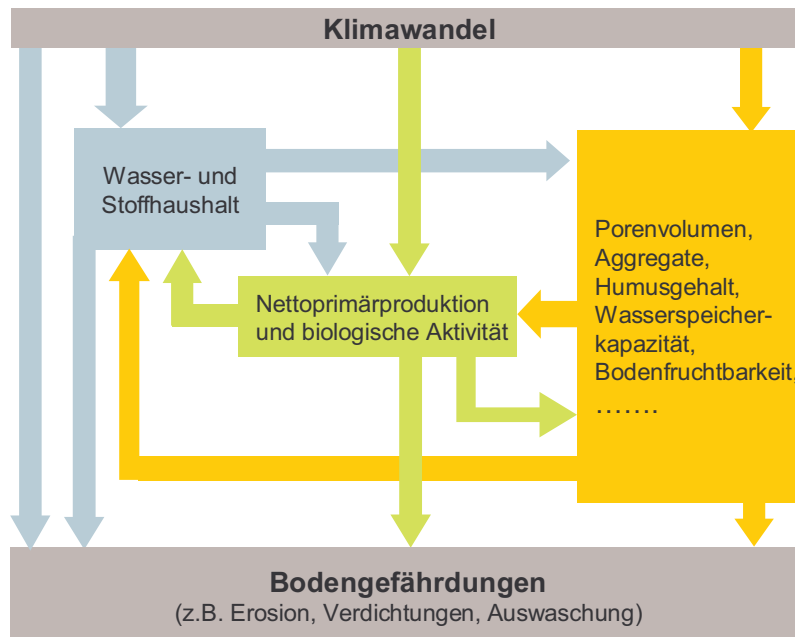 Klimawandel
Wasser- und
Stoffhaushalt
Nettoprimärproduktion
und biologische Aktivität
Porenvolumen,
Aggregate,
Humusgehalt,
Wasserspeicher-
kapazität,
Bodenfruchtbarkeit,
.......
Bodengefährdungen
(z.B. Erosion, Verdichtungen, Auswaschung)